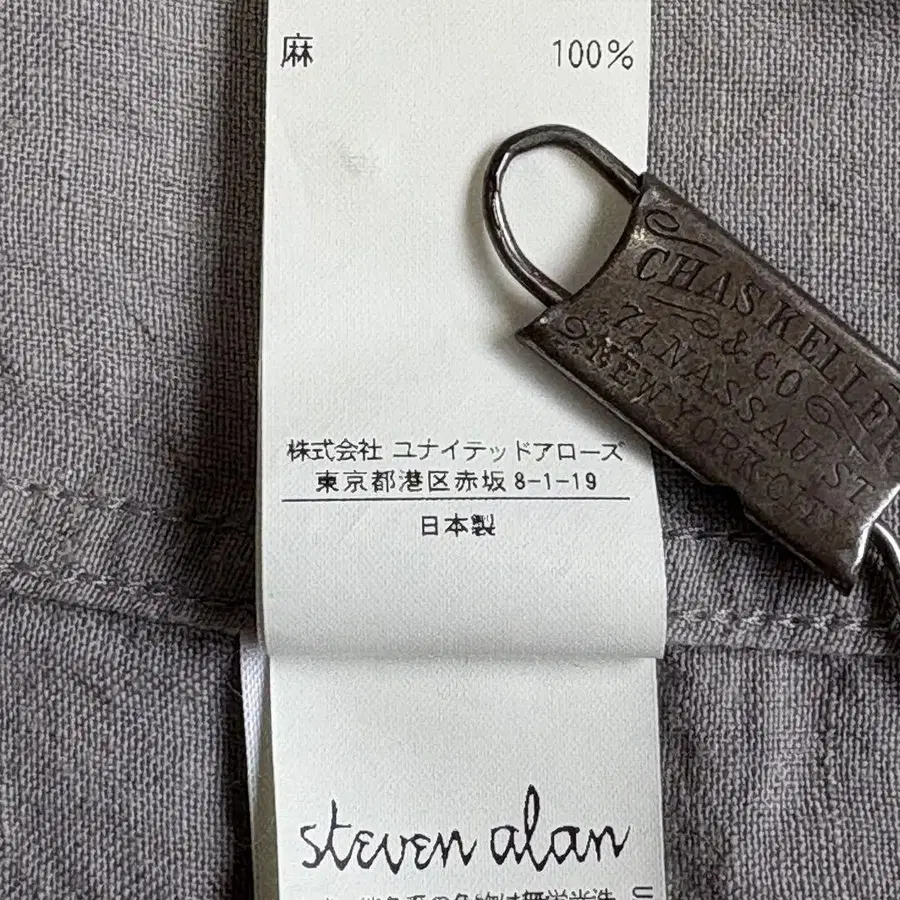 麻 100%
株式会社 ユナイテッドアローズ
東京都港区赤坂 8-1-19
日本製
steven alan
CHAS KELLER
& CO
71 NASSAU ST
NEW YORK